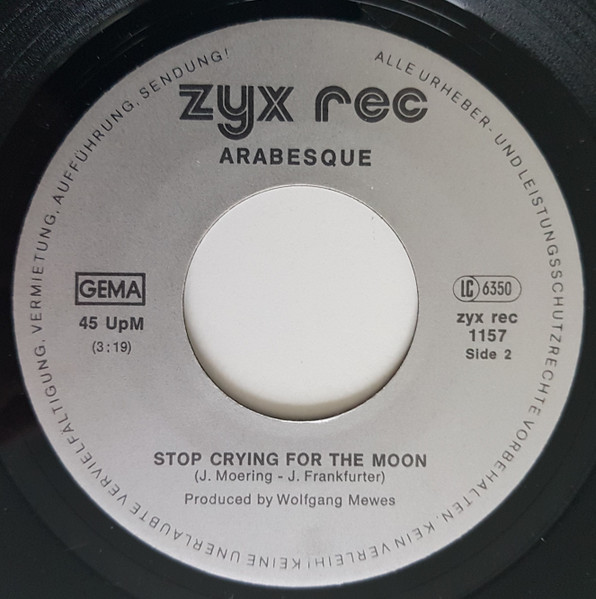 ALLE URHEBER- UND LEISTUNGSSCHUTZRECHTE VORBEHALTEN. KEIN VERLEIH! KEINE UNERLAUBTE VERVIELFÄLTIGUNG, VERMIETUNG, AUFFÜHRUNG, SENDUNG!
zyx rec
ARABESQUE
GEMA
45 UpM
(3:19)
LC 6350
zyx rec
1157
Side 2
STOP CRYING FOR THE MOON
(J. Moering - J. Frankfurter)
Produced by Wolfgang Mewes